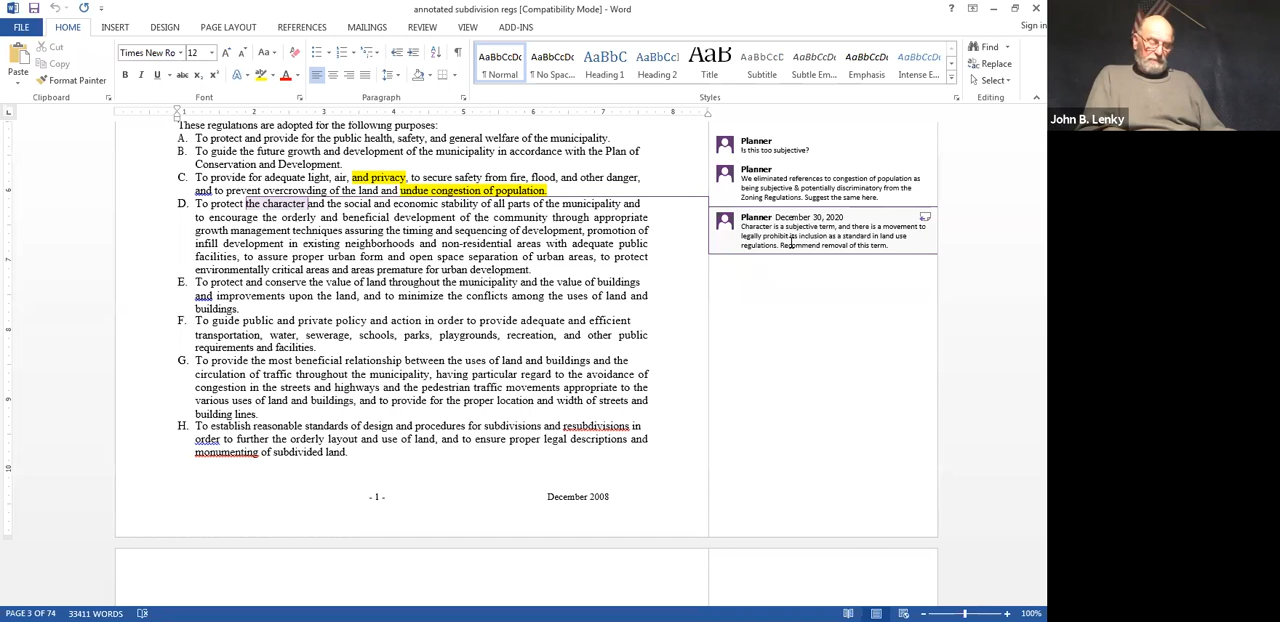 annotated subdivision regs [Compatibility Mode] - Word
Sign in
FILE HOME INSERT DESIGN PAGE LAYOUT REFERENCES MAILINGS REVIEW VIEW ADD-INS
Paste
Cut
Copy
Format Painter
Clipboard
Times New Ro 12
Font
Paragraph
AaBbCcDc AaBbCcDc AaBbC AaBbCcl AaB AaBbCcC AaBbCcDc AaBbCcDc AaBbCcDc
¶ Normal ¶ No Spac... Heading 1 Heading 2 Title Subtitle Subtle Em... Emphasis Intense E...
Styles
Find
Replace
Select
Editing
These regulations are adopted for the following purposes:
A. To protect and provide for the public health, safety, and general welfare of the municipality.
B. To guide the future growth and development of the municipality in accordance with the Plan of
Conservation and Development.
C. To provide for adequate light, air, and privacy, to secure safety from fire, flood, and other danger,
and to prevent overcrowding of the land and undue congestion of population.
D. To protect the character and the social and economic stability of all parts of the municipality and
to encourage the orderly and beneficial development of the community through appropriate
growth management techniques assuring the timing and sequencing of development, promotion of
infill development in existing neighborhoods and non-residential areas with adequate public
facilities, to assure proper urban form and open space separation of urban areas, to protect
environmentally critical areas and areas premature for urban development.
E. To protect and conserve the value of land throughout the municipality and the value of buildings
and improvements upon the land, and to minimize the conflicts among the uses of land and
buildings.
F. To guide public and private policy and action in order to provide adequate and efficient
transportation, water, sewerage, schools, parks, playgrounds, recreation, and other public
requirements and facilities.
G. To provide the most beneficial relationship between the uses of land and buildings and the
circulation of traffic throughout the municipality, having particular regard to the avoidance of
congestion in the streets and highways and the pedestrian traffic movements appropriate to the
various uses of land and buildings, and to provide for the proper location and width of streets and
building lines.
H. To establish reasonable standards of design and procedures for subdivisions and resubdivisions in
order to further the orderly layout and use of land, and to ensure proper legal descriptions and
monumenting of subdivided land.
- 1 - December 2008
Planner
Is this too subjective?
Planner
We eliminated references to congestion of population as
being subjective & potentially discriminatory from the
Zoning Regulations. Suggest the same here.
Planner December 30, 2020
Character is a subjective term, and there is a movement to
legally prohibit its inclusion as a standard in land use
regulations. Recommend removal of this term.
PAGE 3 OF 74 33411 WORDS
100%
John B. Lenky